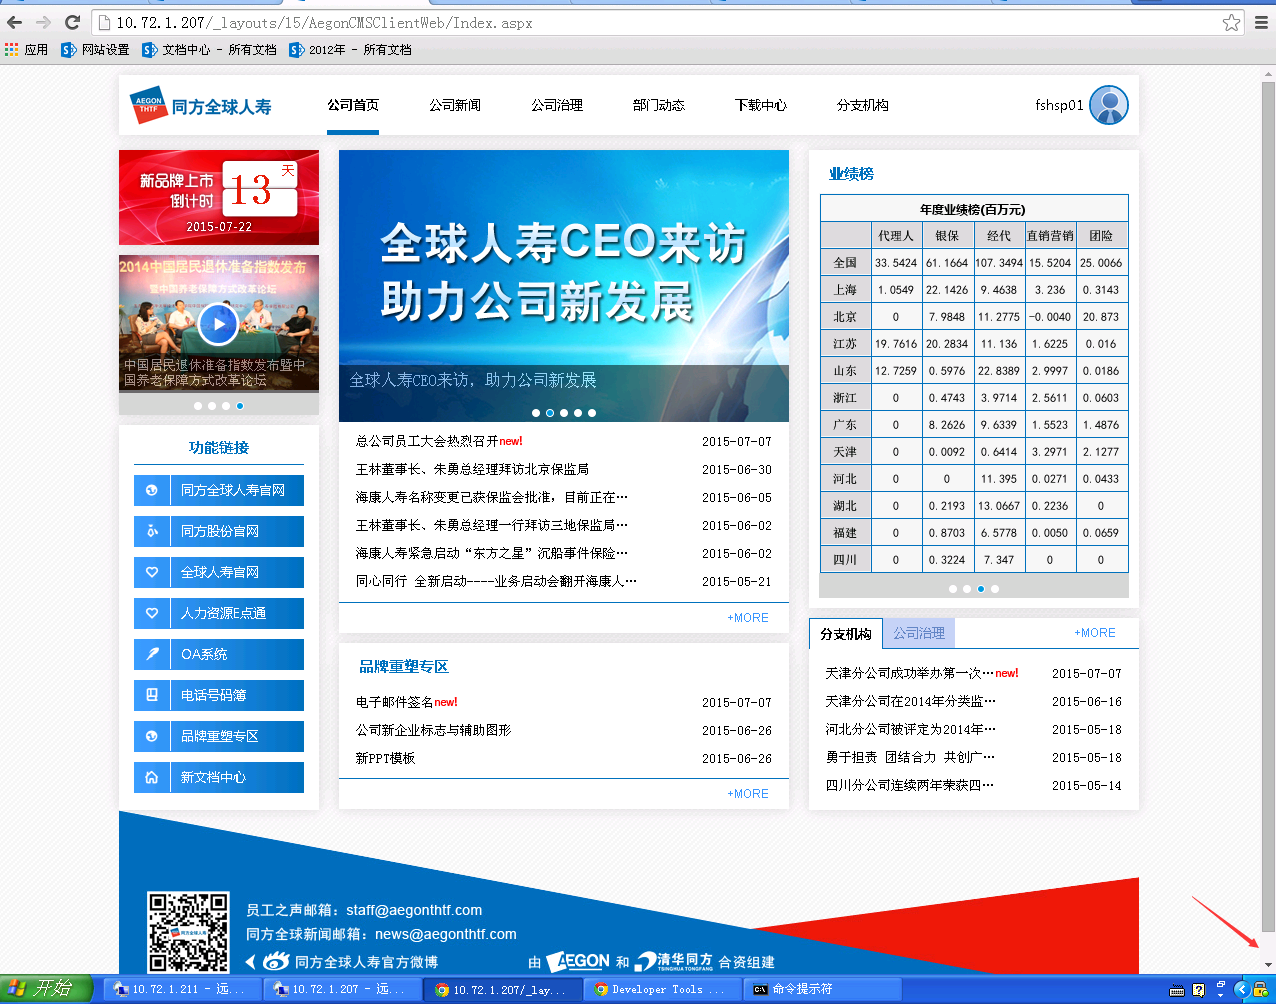 10.72.1.207/_layouts/15/AegonCMSClientWeb/Index.aspx
应用 网站设置 文档中心 - 所有文档 2012年 - 所有文档
AEGON THTF 同方全球人寿 公司首页 公司新闻 公司治理 部门动态 下载中心 分支机构 fshsp01
新品牌上市
倒计时
13 天
2015-07-22
2014中国居民退休准备指数发布
暨中国养老保障方式改革论坛
中国居民退休准备指数发布暨中
国养老保障方式改革论坛
功能链接
同方全球人寿官网
同方股份官网
全球人寿官网
人力资源E点通
OA系统
电话号码簿
品牌重塑专区
新文档中心
全球人寿CEO来访
助力公司新发展
全球人寿CEO来访，助力公司新发展
总公司员工大会热烈召开new! 2015-07-07
王林董事长、朱勇总经理拜访北京保监局 2015-06-30
海康人寿名称变更已获保监会批准，目前正在… 2015-06-05
王林董事长、朱勇总经理一行拜访三地保监局… 2015-06-02
海康人寿紧急启动“东方之星”沉船事件保险… 2015-06-02
同心同行 全新启动----业务启动会翻开海康人… 2015-05-21
+MORE
品牌重塑专区
电子邮件签名new! 2015-07-07
公司新企业标志与辅助图形 2015-06-26
新PPT模板 2015-06-26
+MORE
业绩榜
年度业绩榜(百万元)
代理人 银保 经代 直销营销 团险
全国 33.5424 61.1664 107.3494 15.5204 25.0066
上海 1.0549 22.1426 9.4638 3.236 0.3143
北京 0 7.9848 11.2775 -0.0040 20.873
江苏 19.7616 20.2834 11.136 1.6225 0.016
山东 12.7259 0.5976 22.8389 2.9997 0.0186
浙江 0 0.4743 3.9714 2.5611 0.0603
广东 0 8.2626 9.6339 1.5523 1.4876
天津 0 0.0092 0.6414 3.2971 2.1277
河北 0 0 11.395 0.0271 0.0433
湖北 0 0.2193 13.0667 0.2236 0
福建 0 0.8703 6.5778 0.0050 0.0659
四川 0 0.3224 7.347 0 0
分支机构 公司治理 +MORE
天津分公司成功举办第一次…new! 2015-07-07
天津分公司在2014年分类监… 2015-06-16
河北分公司被评定为2014年… 2015-05-18
勇于担责 团结合力 共创广… 2015-05-18
四川分公司连续两年荣获四… 2015-05-14
员工之声邮箱：staff@aegonthtf.com
同方全球新闻邮箱：news@aegonthtf.com
同方全球人寿官方微博 由 AEGON 和 清华同方 TSINGHUA TONGFANG 合资组建
开始 10.72.1.211 - 远... 10.72.1.207 - 远... 10.72.1.207/_lay... Developer Tools ... 命令提示符